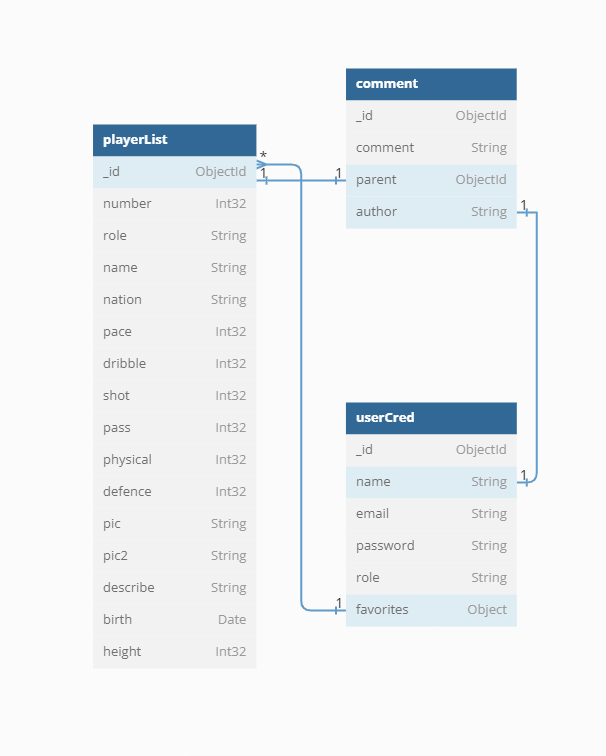 playerList
_id ObjectId
number Int32
role String
name String
nation String
pace Int32
dribble Int32
shot Int32
pass Int32
physical Int32
defence Int32
pic String
pic2 String
describe String
birth Date
height Int32
*
1
1
comment
_id ObjectId
comment String
parent ObjectId
author String
1
userCred
_id ObjectId
name String
1
email String
password String
role String
1
favorites Object